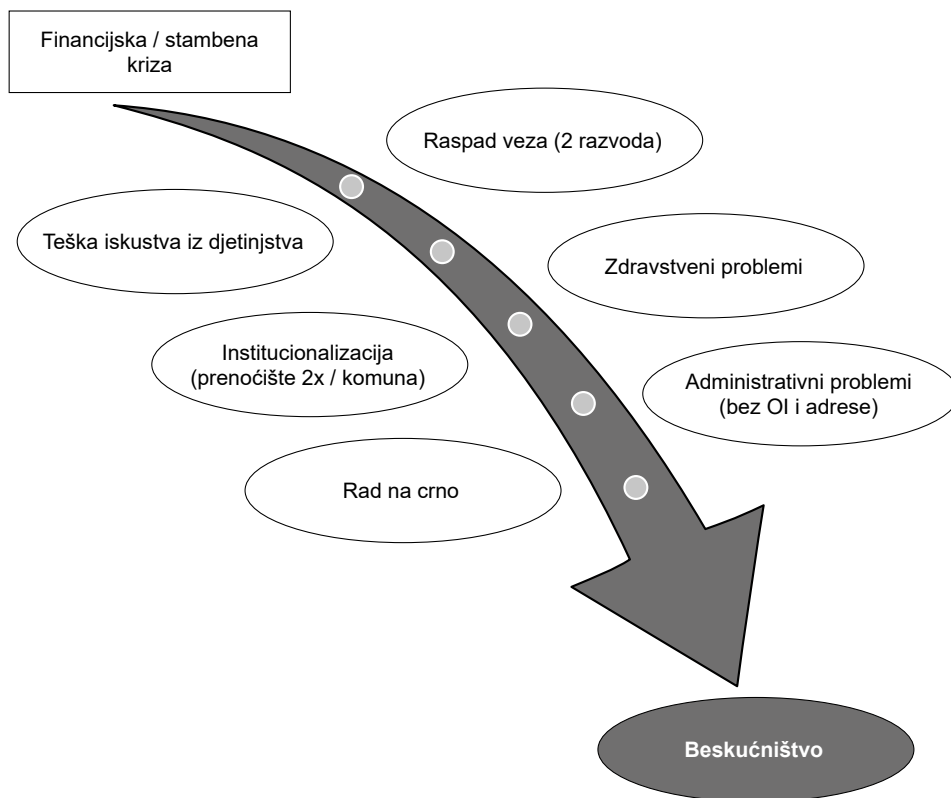 Financijska / stambena
kriza
Raspad veza (2 razvoda)
Teška iskustva iz djetinjstva
Zdravstveni problemi
Institucionalizacija
(prenoćište 2x / komuna)
Administrativni problemi
(bez OI i adrese)
Rad na crno
Beskućništvo